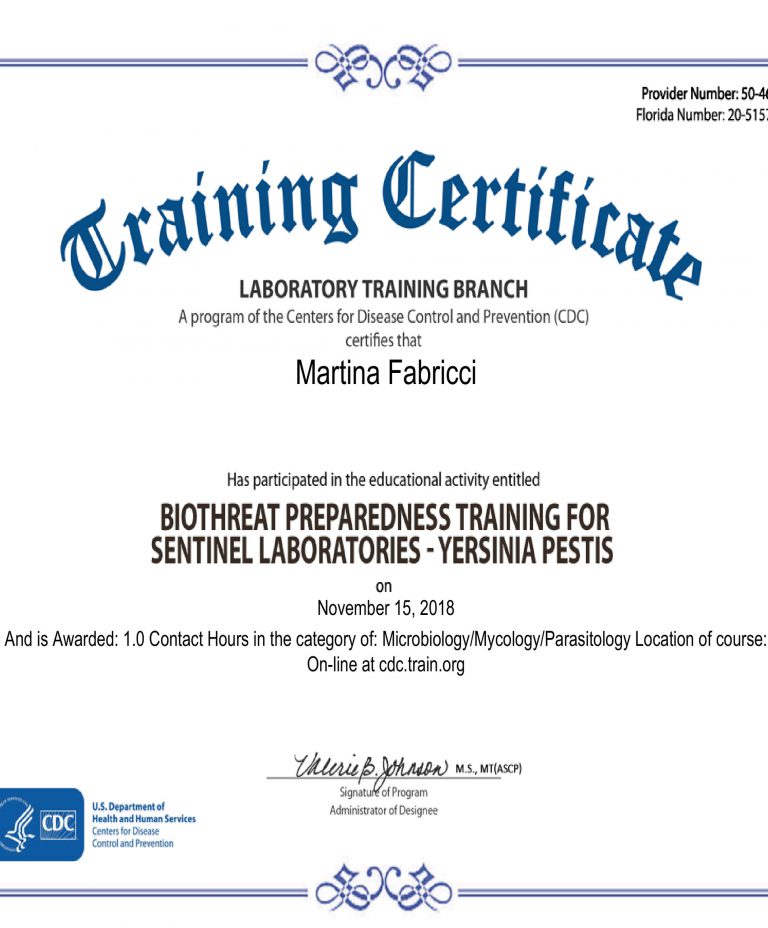 Provider Number: 50-46
Florida Number: 20-5157
Training Certificate
LABORATORY TRAINING BRANCH
A program of the Centers for Disease Control and Prevention (CDC)
certifies that
Martina Fabricci
Has participated in the educational activity entitled
BIOTHREAT PREPAREDNESS TRAINING FOR
SENTINEL LABORATORIES - YERSINIA PESTIS
on
November 15, 2018
And is Awarded: 1.0 Contact Hours in the category of: Microbiology/Mycology/Parasitology Location of course:
On-line at cdc.train.org
Valerie B. Johnson M.S., MT(ASCP)
Signature of Program
Administrator of Designee
CDC
U.S. Department of
Health and Human Services
Centers for Disease
Control and Prevention